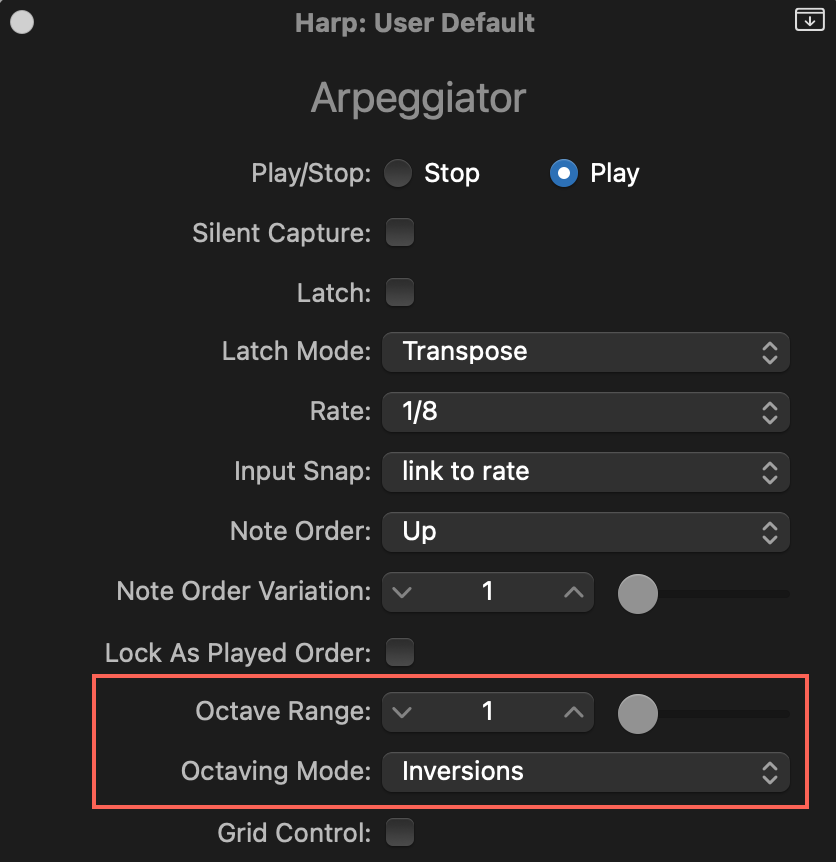 Harp: User Default
Arpeggiator
Play/Stop: Stop Play
Silent Capture:
Latch:
Latch Mode: Transpose
Rate: 1/8
Input Snap: link to rate
Note Order: Up
Note Order Variation: 1
Lock As Played Order:
Octave Range: 1
Octaving Mode: Inversions
Grid Control: